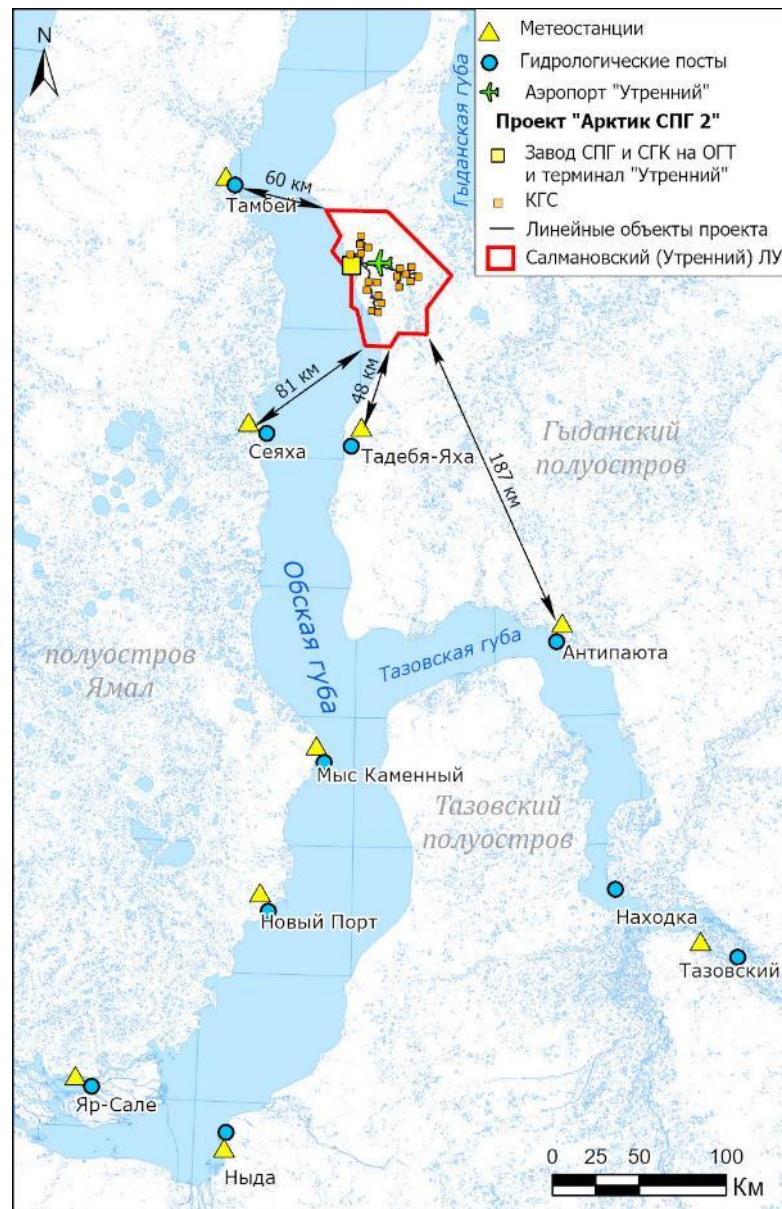 N
Метеостанции
Гидрологические посты
Аэропорт "Утренний"
Проект "Арктик СПГ 2"
Завод СПГ и СГК на ОГТ
и терминал "Утренний"
КГС
Линейные объекты проекта
Салмановский (Утренний) ЛУ
Гыданская губа
60 км
Тамбей
81 км
48 км
187 км
Сеяха
Тадебя-Яха
Гыданский
полуостров
Обская губа
Тазовская губа
Антипаюта
полуостров
Ямал
Мыс Каменный
Тазовский
полуостров
Новый Порт
Находка
Тазовский
Яр-Сале
Ныда
0 25 50 100
Км